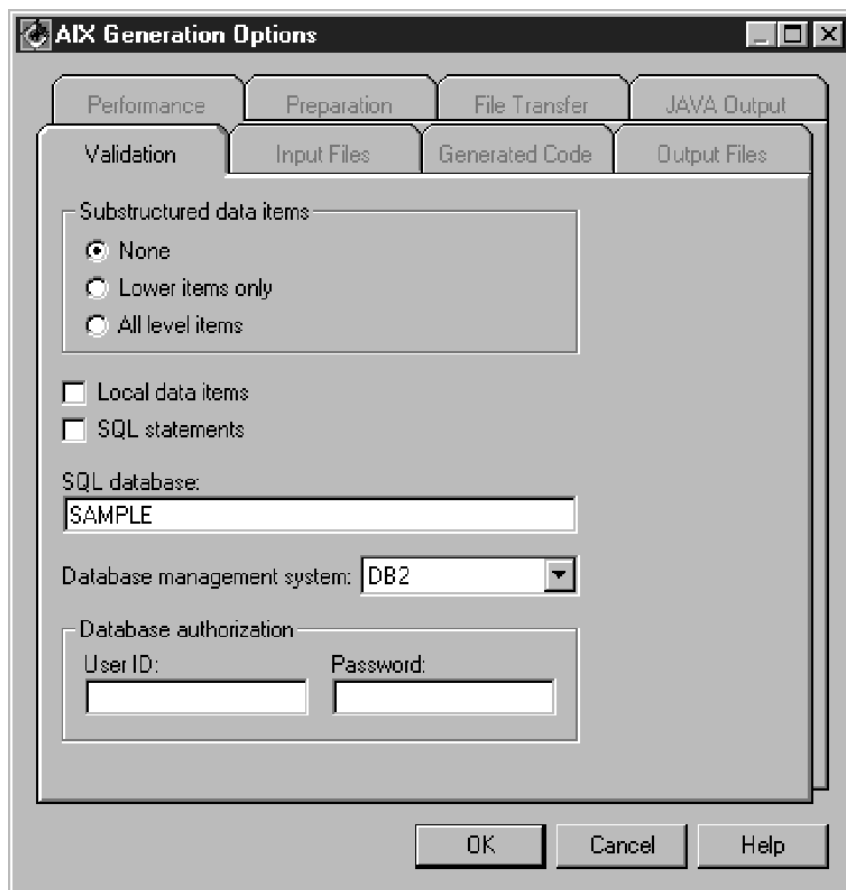 AIX Generation Options
Performance Preparation File Transfer JAVA Output
Validation Input Files Generated Code Output Files
Substructured data items
None
Lower items only
All level items
Local data items
SQL statements
SQL database:
SAMPLE
Database management system: DB2
Database authorization
User ID: Password:
OK Cancel Help